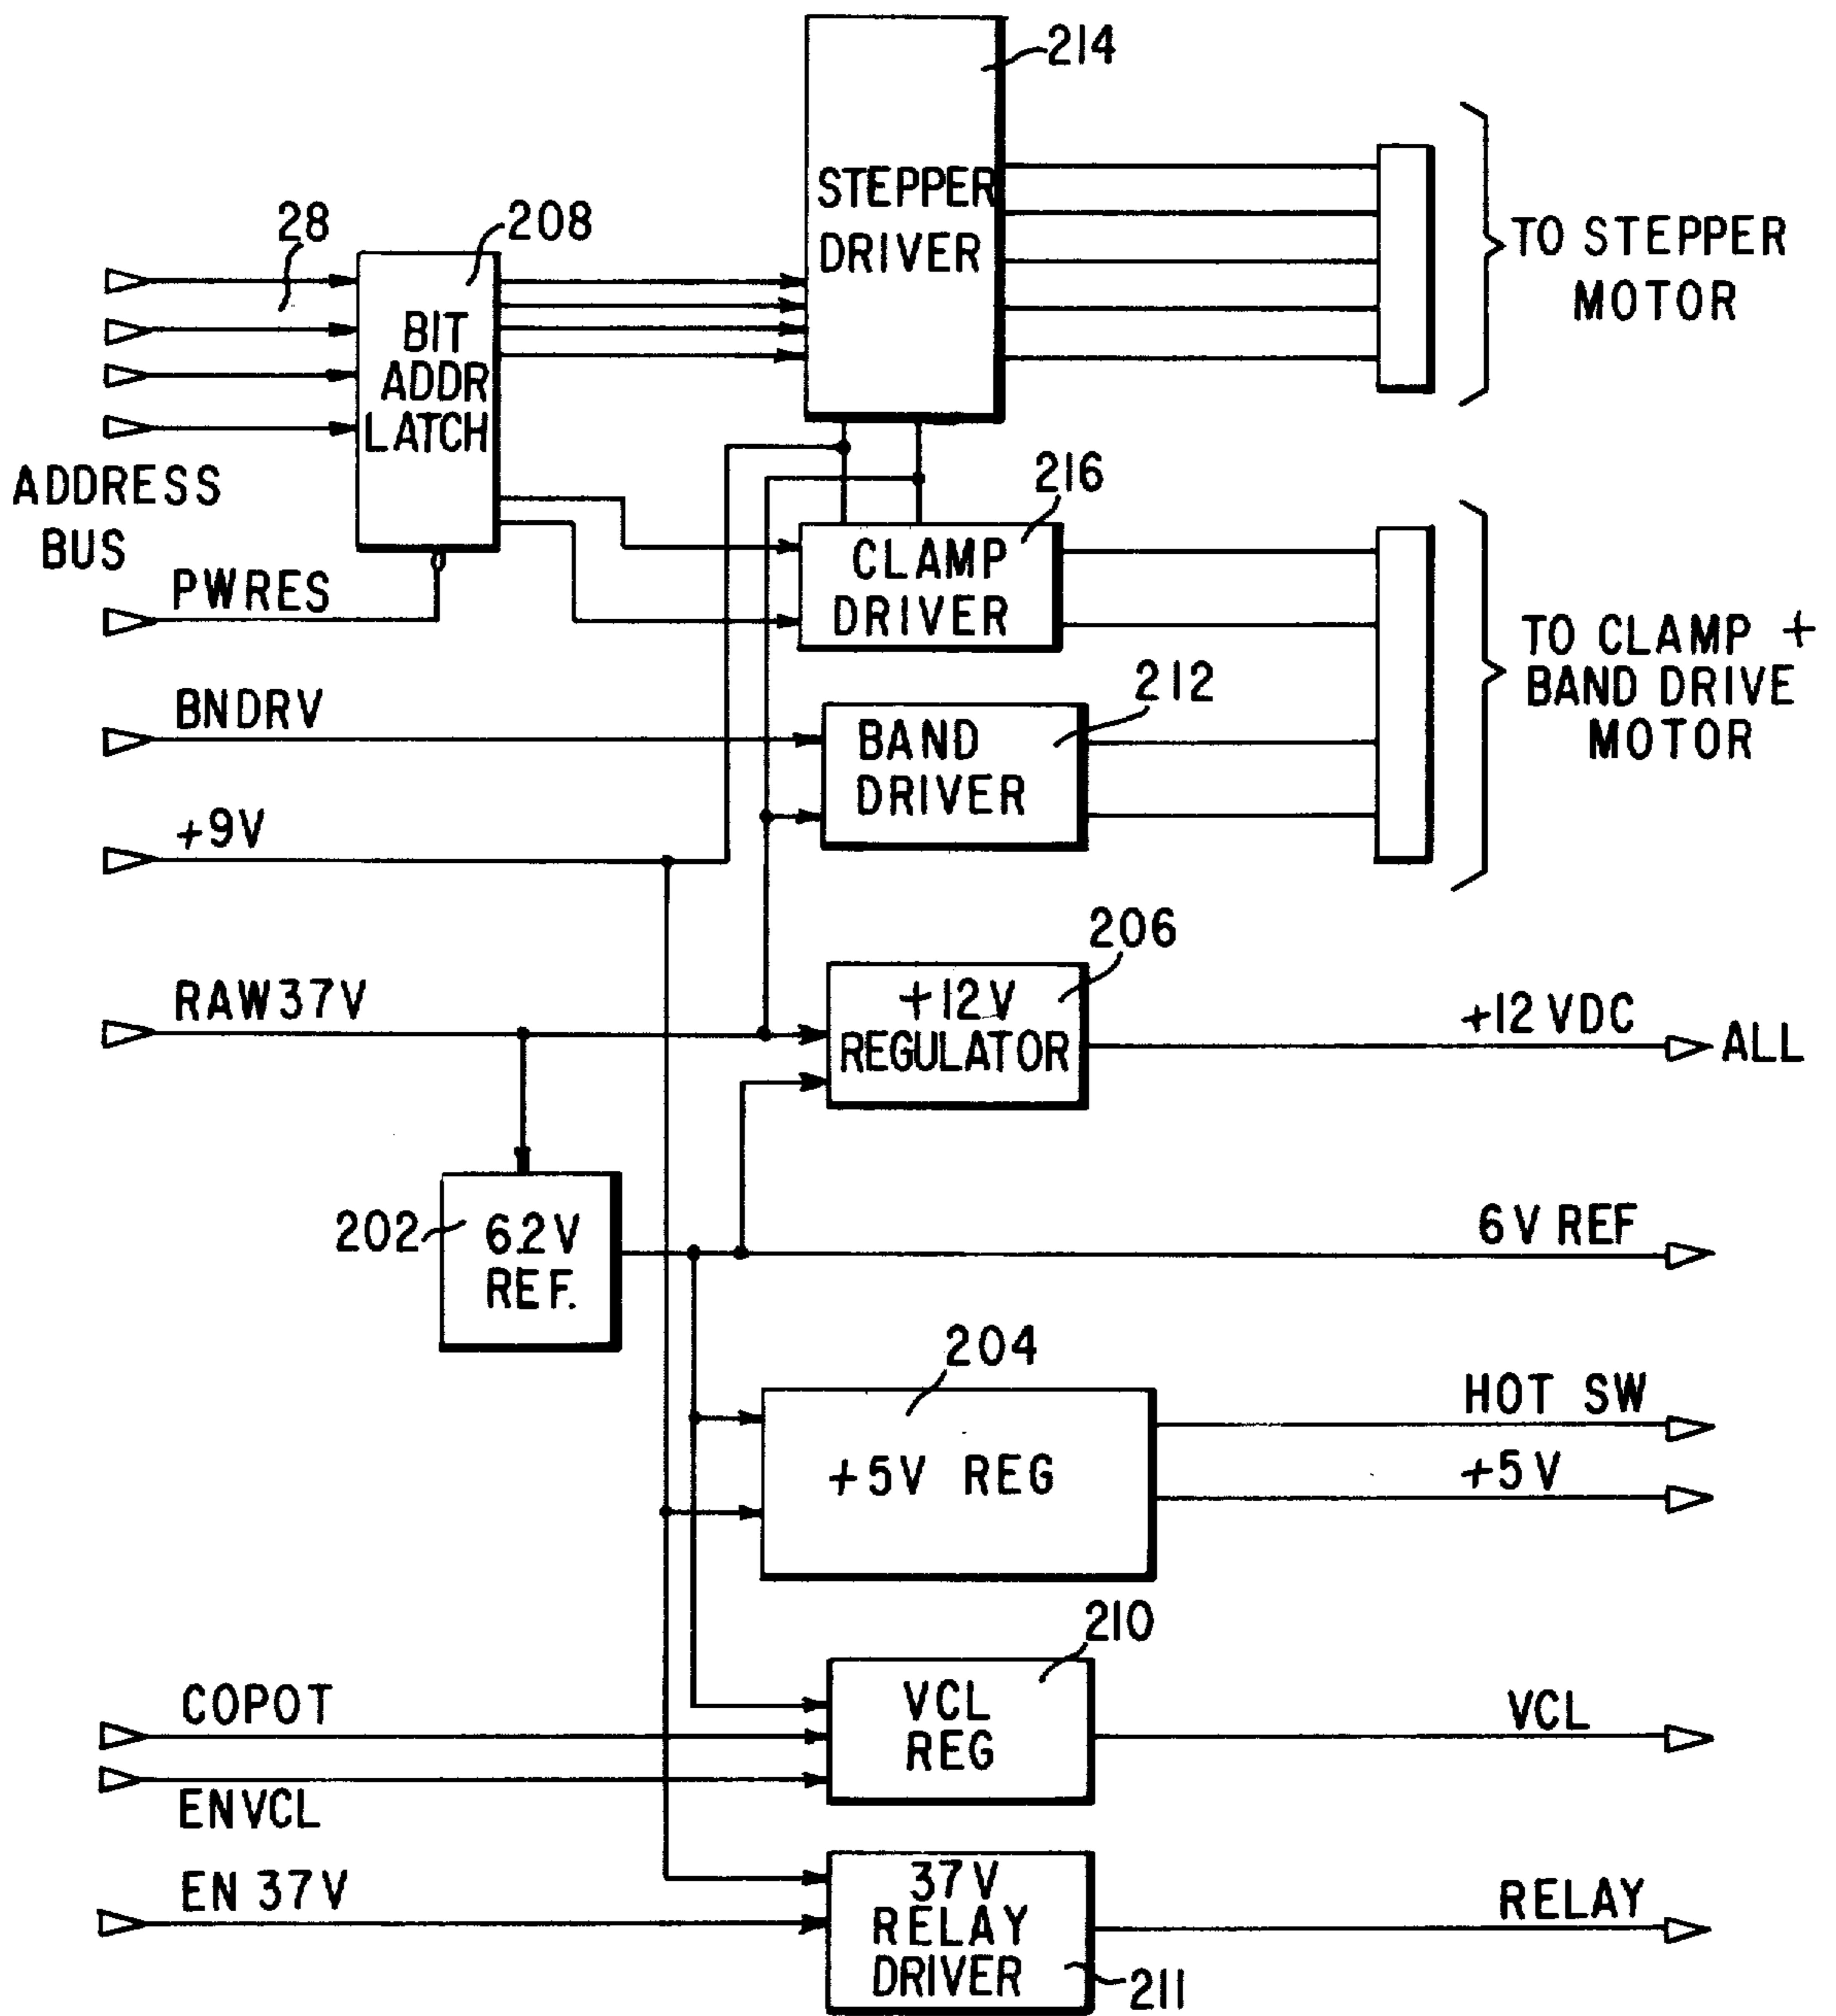 214
STEPPER
DRIVER
TO STEPPER
MOTOR
28
208
BIT
ADDR
LATCH
ADDRESS
BUS
PWRES
216
CLAMP
DRIVER
TO CLAMP +
BAND DRIVE
MOTOR
BNDRV
212
BAND
DRIVER
+9V
206
RAW37V
+12V
REGULATOR
+12VDC
ALL
202
6.2V
REF.
6V REF
204
+5V REG
HOT SW
+5V
210
COPOT
VCL
REG
VCL
ENVCL
EN 37V
37V
RELAY
DRIVER
RELAY
211